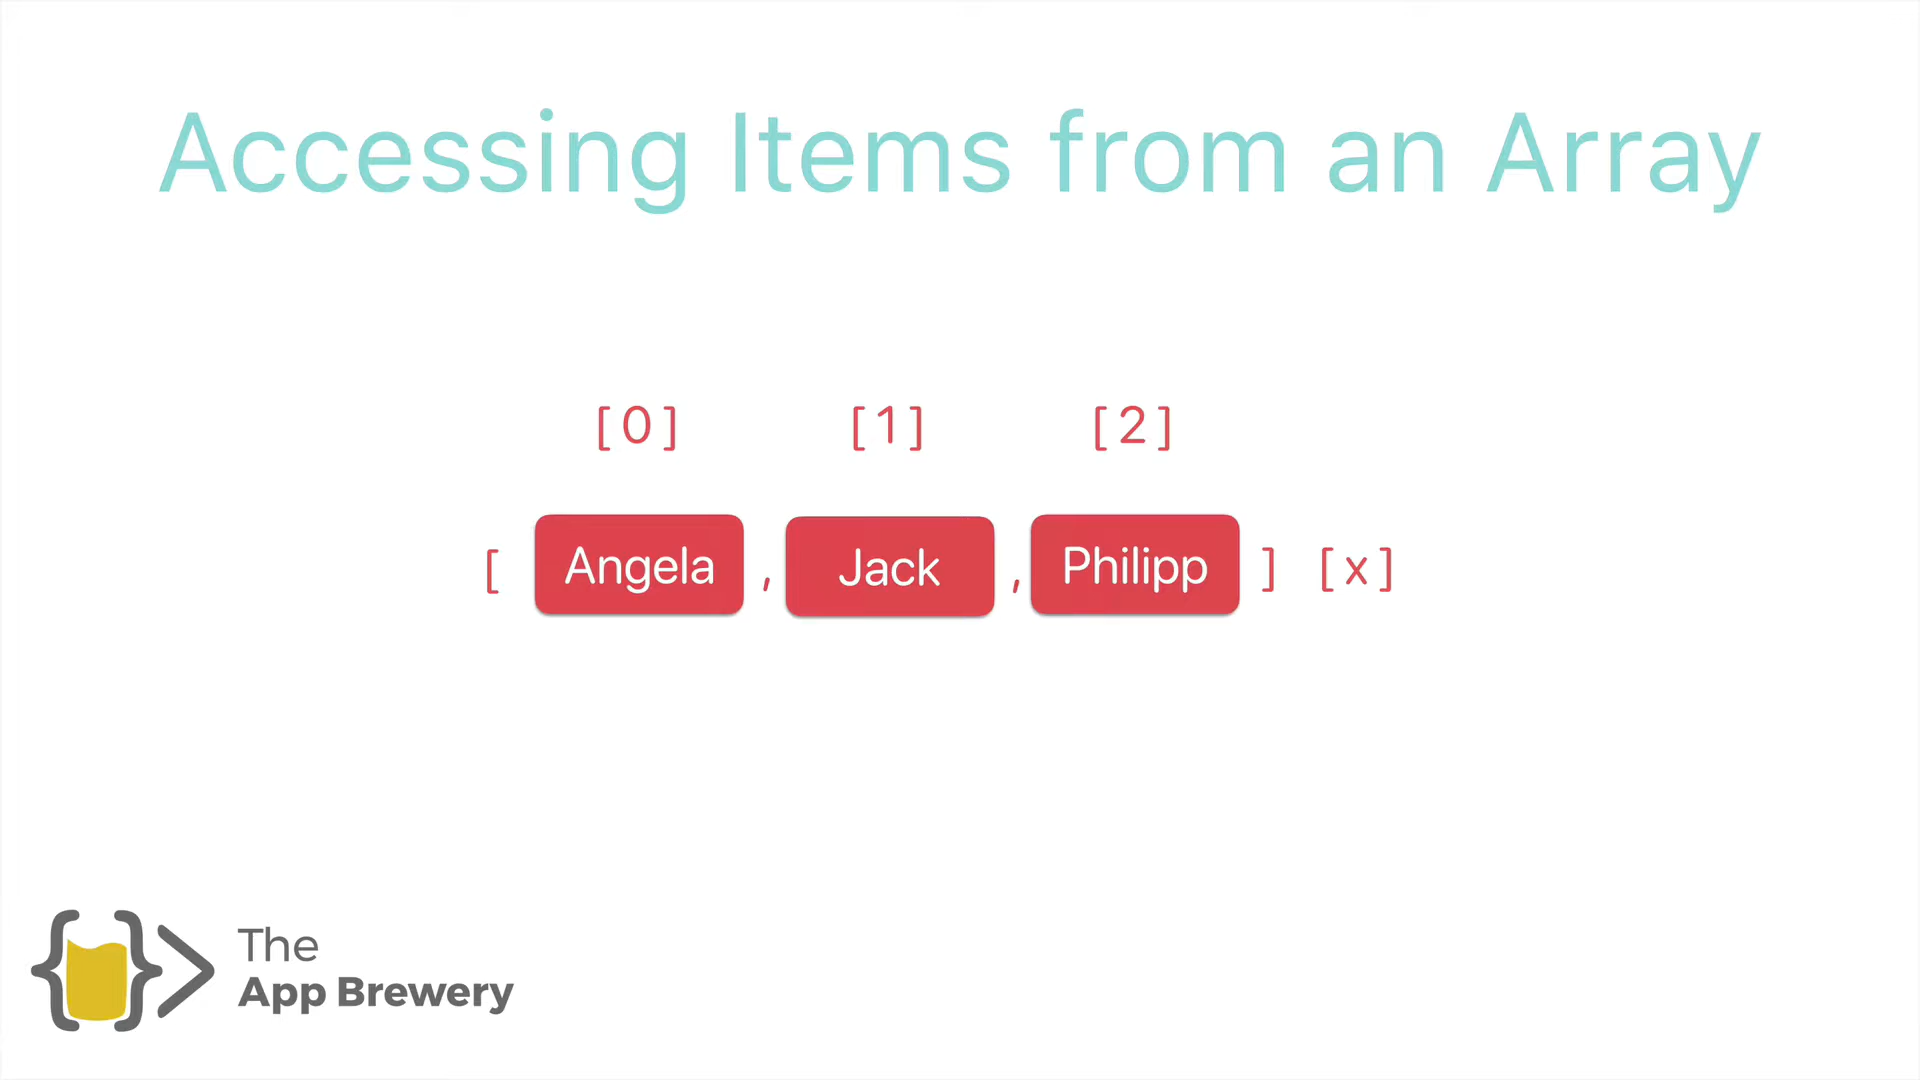 Accessing Items from an Array
[0] [1] [2]
[ Angela , Jack , Philipp ] [x]
The
App Brewery